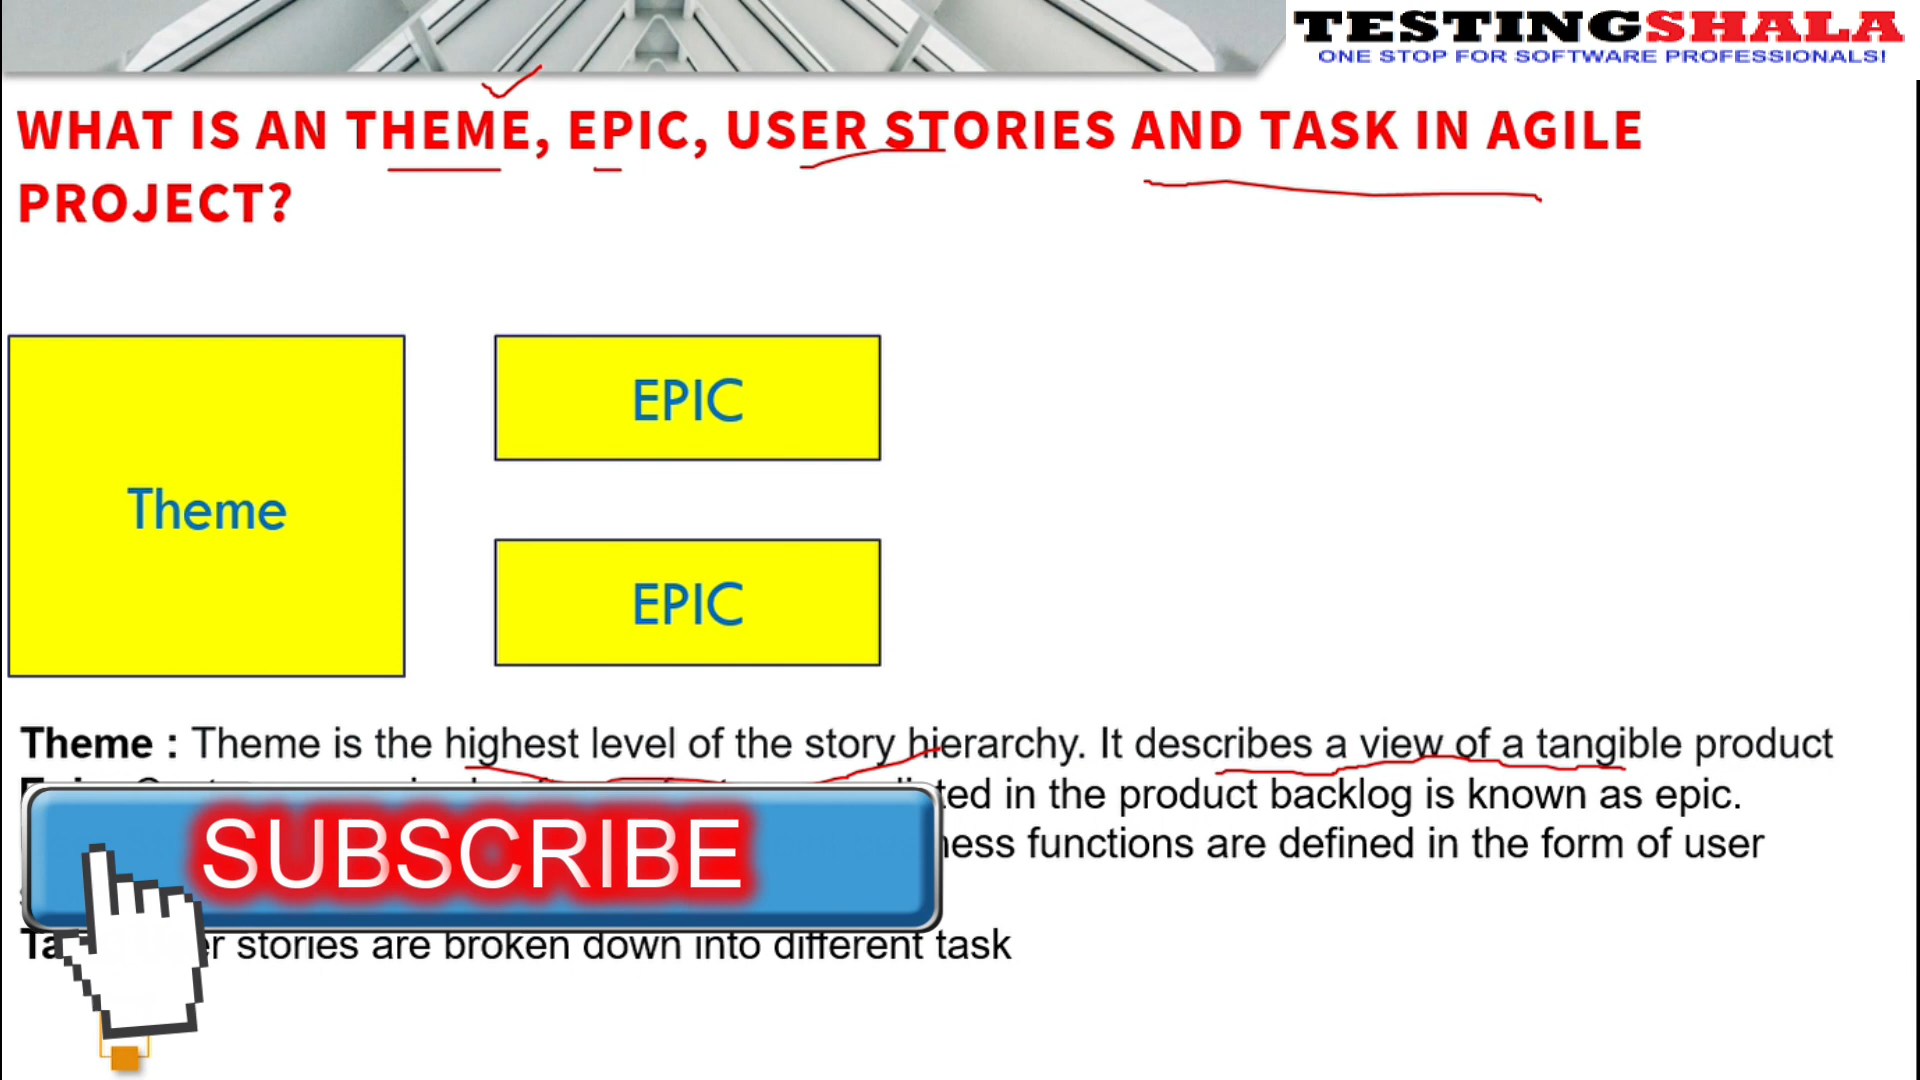 TESTINGSHALA
ONE STOP FOR SOFTWARE PROFESSIONALS!
WHAT IS AN THEME, EPIC, USER STORIES AND TASK IN AGILE
PROJECT?
Theme
EPIC
EPIC
Theme : Theme is the highest level of the story hierarchy. It describes a view of a tangible product
in the product backlog is known as epic.
functions are defined in the form of user
SUBSCRIBE
stories are broken down into different task